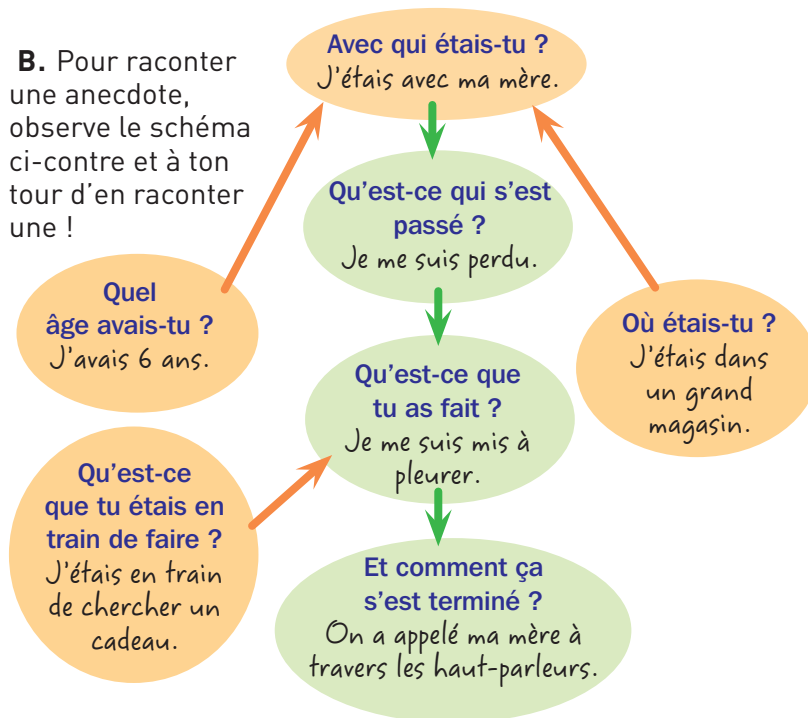 B. Pour raconter
une anecdote,
observe le schéma
ci-contre et à ton
tour d'en raconter
une !
Avec qui étais-tu ?
J'étais avec ma mère.
Qu'est-ce qui s'est
passé ?
Je me suis perdu.
Quel
âge avais-tu ?
J'avais 6 ans.
Où étais-tu ?
J'étais dans
un grand
magasin.
Qu'est-ce que
tu as fait ?
Je me suis mis à
pleurer.
Qu'est-ce
que tu étais en
train de faire ?
J'étais en train
de chercher un
cadeau.
Et comment ça
s'est terminé ?
On a appelé ma mère à
travers les haut-parleurs.